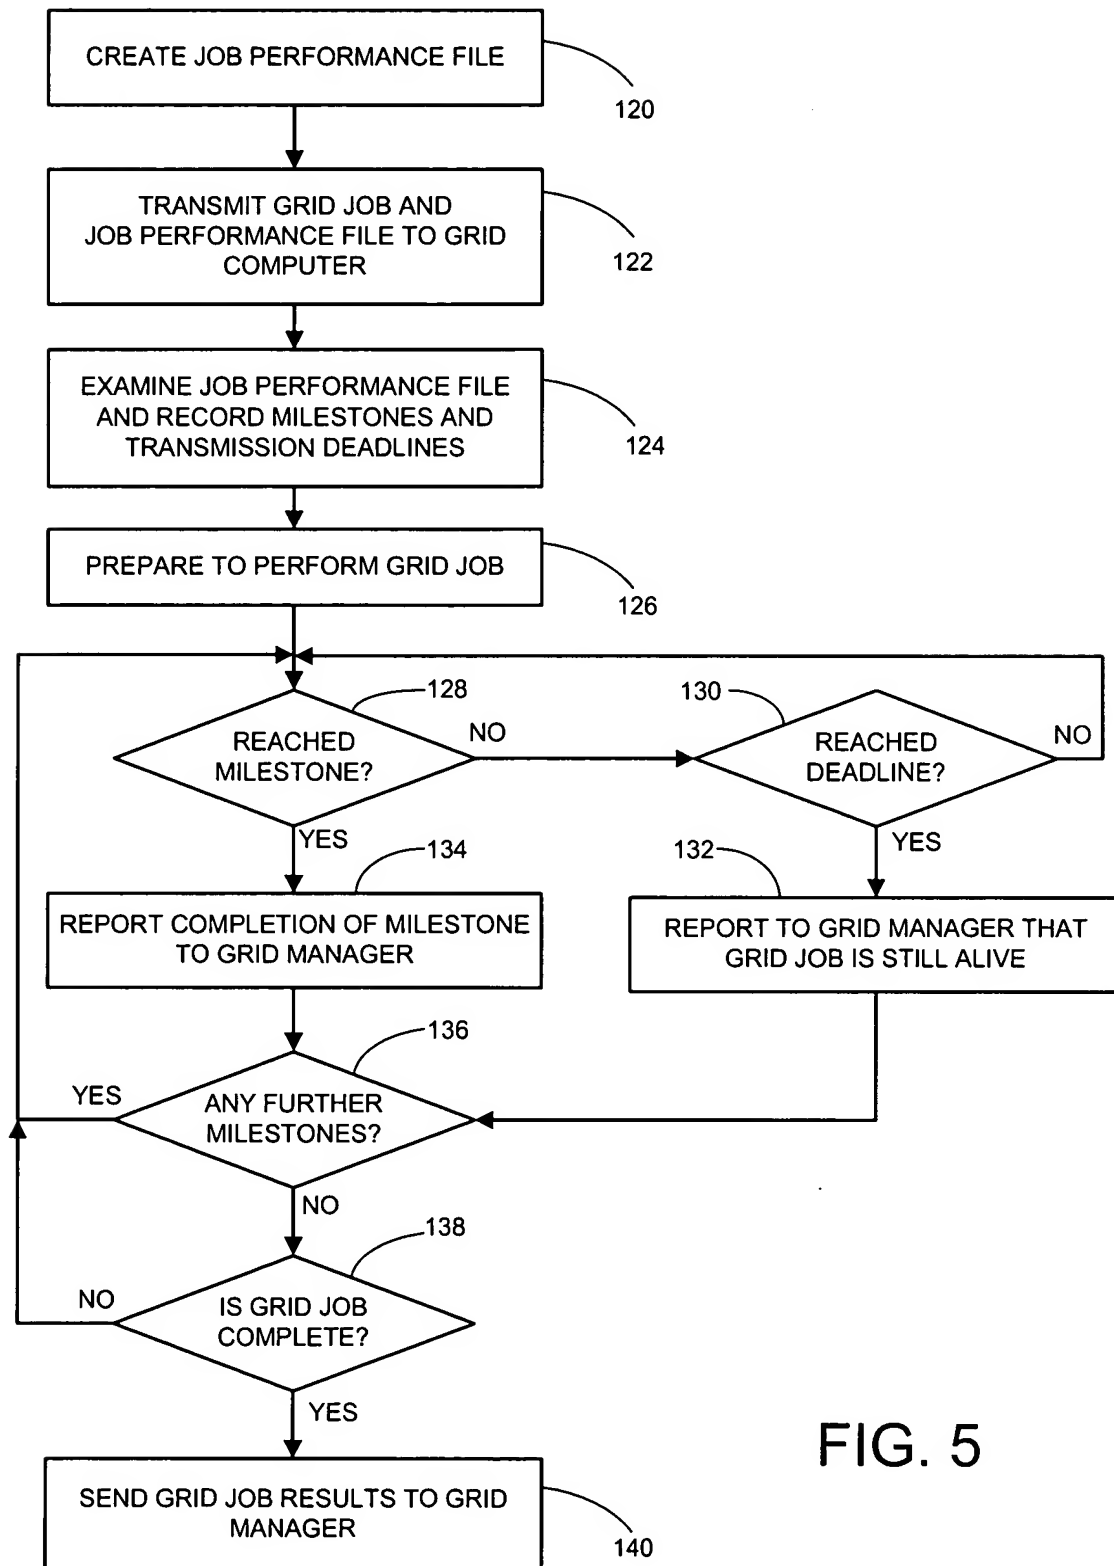 CREATE JOB PERFORMANCE FILE
120
TRANSMIT GRID JOB AND
JOB PERFORMANCE FILE TO GRID
COMPUTER
122
EXAMINE JOB PERFORMANCE FILE
AND RECORD MILESTONES AND
TRANSMISSION DEADLINES
124
PREPARE TO PERFORM GRID JOB
126
128
130
REACHED
MILESTONE?
NO
REACHED
DEADLINE?
NO
YES
134
YES
132
REPORT COMPLETION OF MILESTONE
TO GRID MANAGER
REPORT TO GRID MANAGER THAT
GRID JOB IS STILL ALIVE
136
YES
ANY FURTHER
MILESTONES?
NO
138
NO
IS GRID JOB
COMPLETE?
YES
FIG. 5
SEND GRID JOB RESULTS TO GRID
MANAGER
140